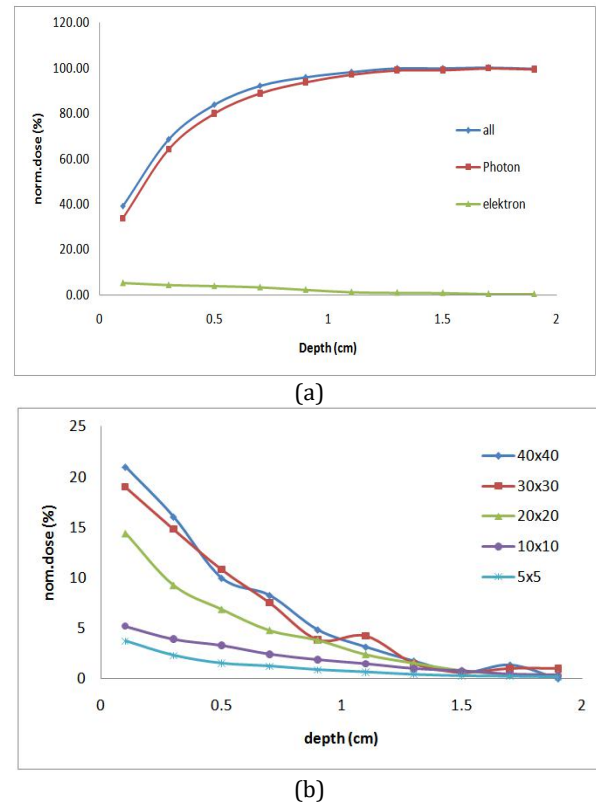 120.00
100.00
80.00
60.00
40.00
20.00
0.00
norm.dose (%)
all
Photon
elektron
0 0.5 1 1.5 2
Depth (cm)
(a)
25
20
15
10
5
0
nom.dose (%)
40x40
30x30
20x20
10x10
5x5
0 0.5 1 1.5 2
depth (cm)
(b)